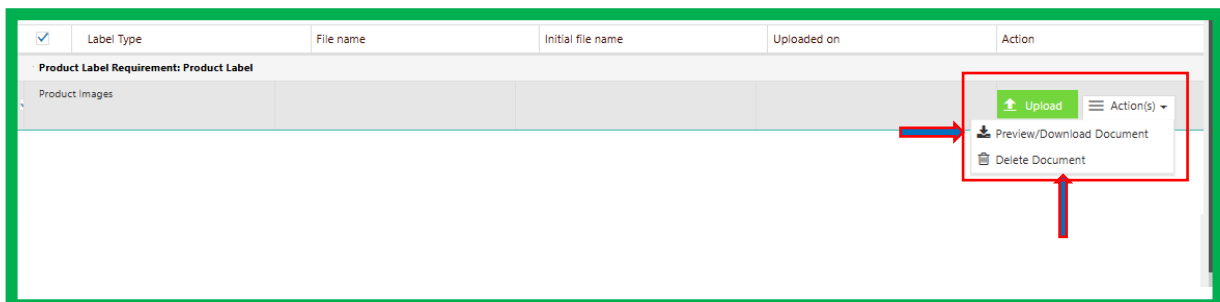 Label Type File name Initial file name Uploaded on Action
Product Label Requirement: Product Label
Product Images
Upload Action(s)
Preview/Download Document
Delete Document